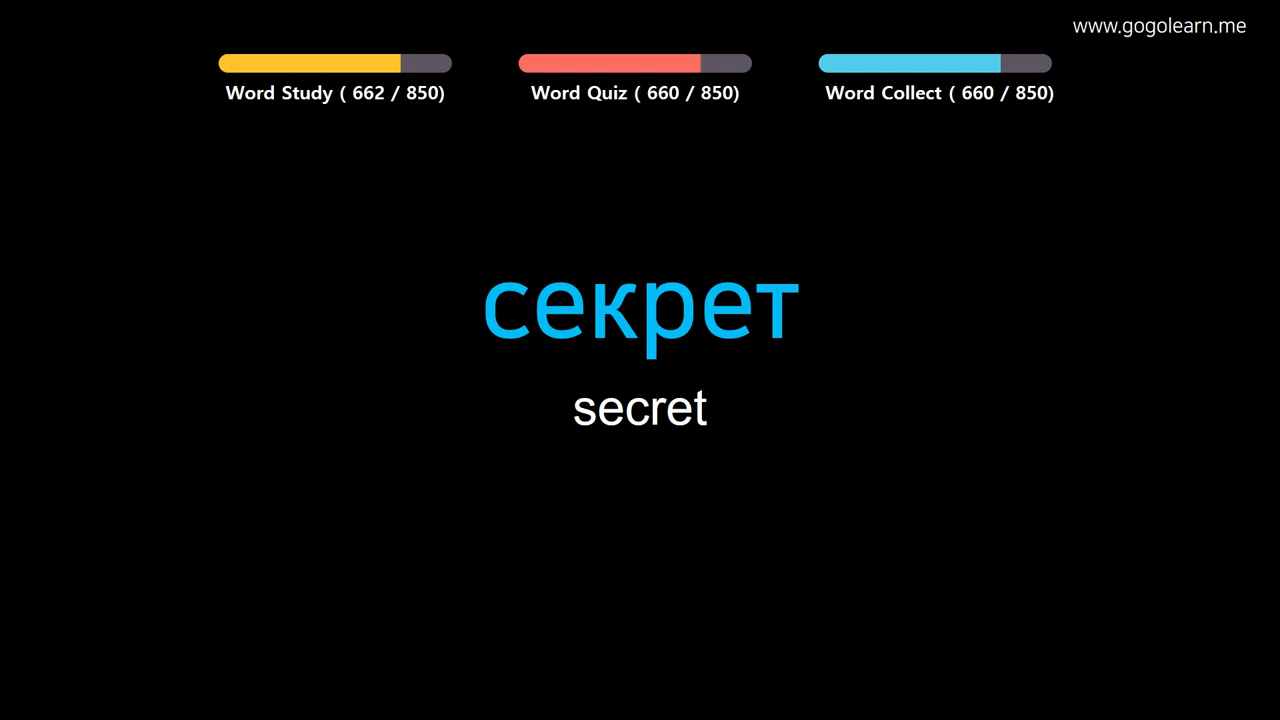 www.gogolearn.me
Word Study ( 662 / 850)
Word Quiz ( 660 / 850)
Word Collect ( 660 / 850)
секрет
secret